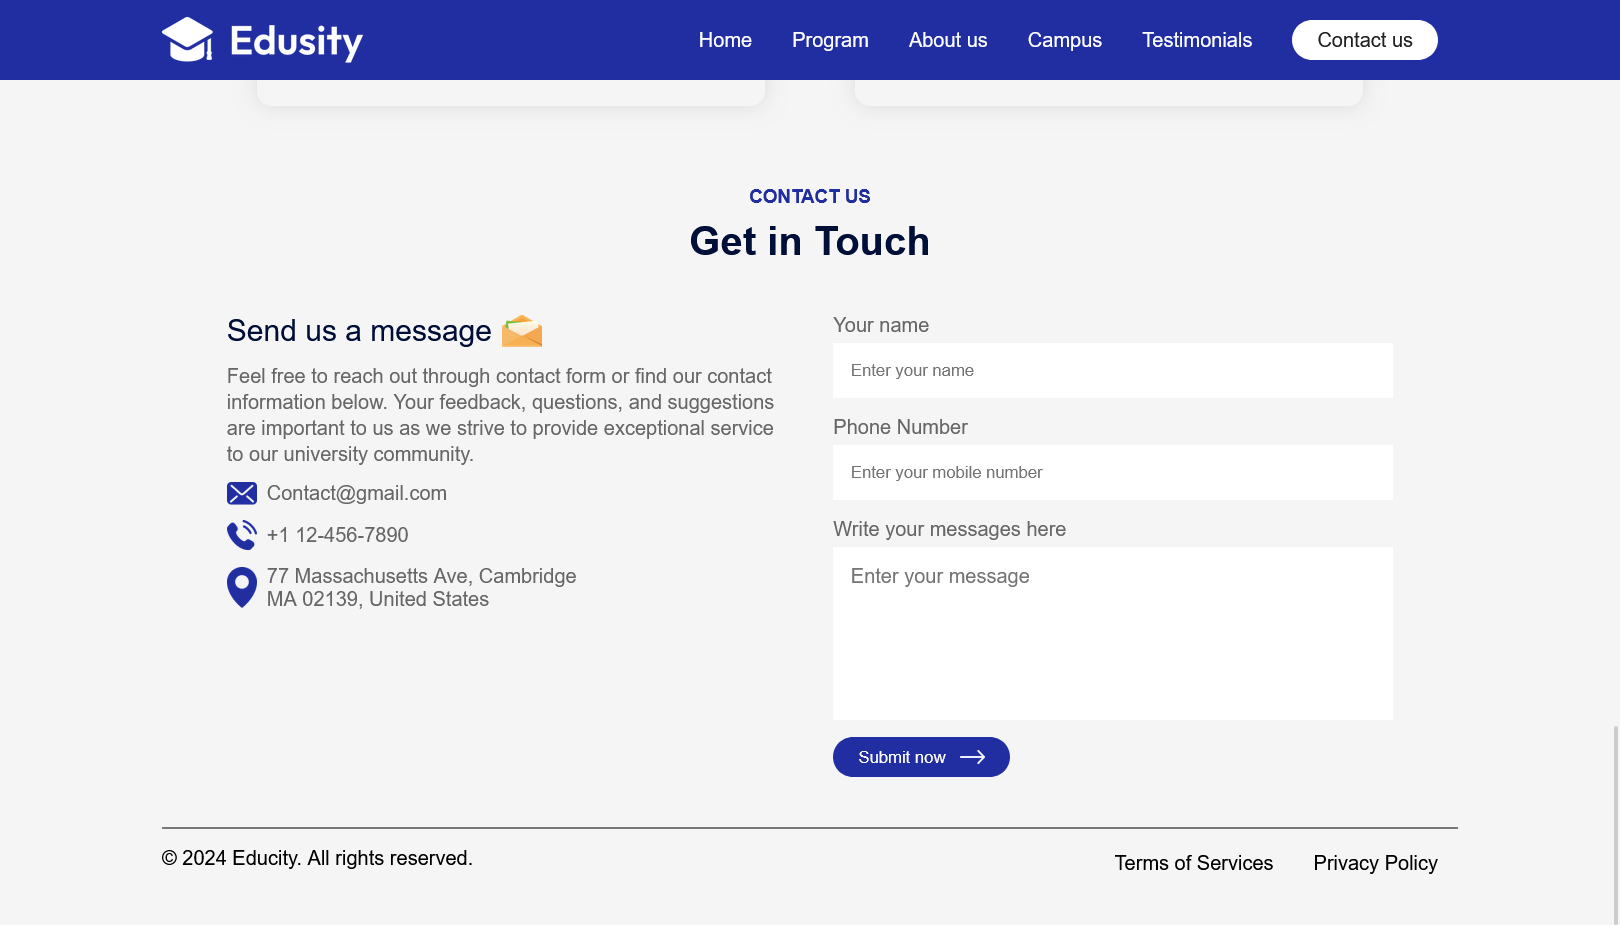 Edusity
Home Program About us Campus Testimonials Contact us
CONTACT US
Get in Touch
Send us a message
Feel free to reach out through contact form or find our contact
information below. Your feedback, questions, and suggestions
are important to us as we strive to provide exceptional service
to our university community.
Contact@gmail.com
+1 12-456-7890
77 Massachusetts Ave, Cambridge
MA 02139, United States
Your name
Enter your name
Phone Number
Enter your mobile number
Write your messages here
Enter your message
Submit now
© 2024 Educity. All rights reserved.
Terms of Services Privacy Policy